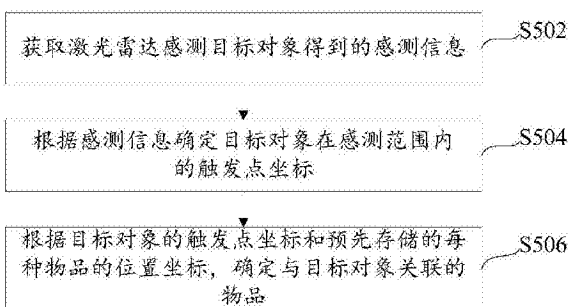 获取激光雷达感测目标对象得到的感测信息
S502
根据感测信息确定目标对象在感测范围内
的触发点坐标
S504
根据目标对象的触发点坐标和预先存储的每
种物品的位置坐标，确定与目标对象关联的
物品
S506